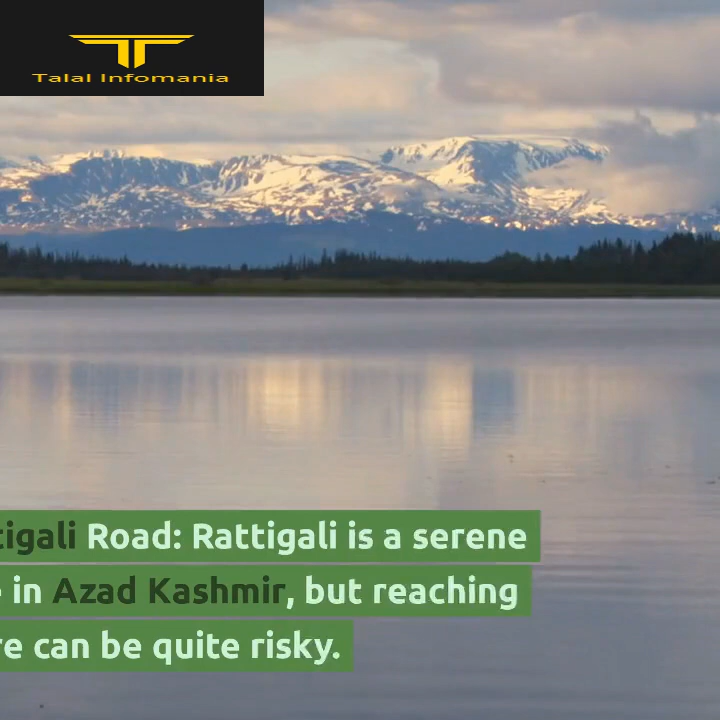 Talal Infomania
tigali Road: Rattigali is a serene
in Azad Kashmir, but reaching
re can be quite risky.